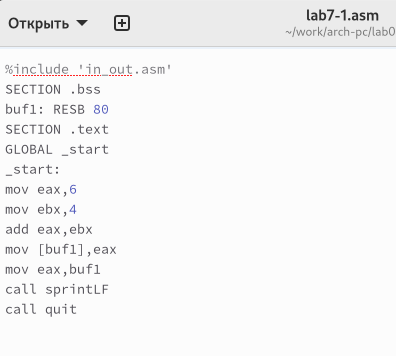 Открыть
lab7-1.asm
~/work/arch-pc/lab0
%include 'in_out.asm'
SECTION .bss
buf1: RESB 80
SECTION .text
GLOBAL _start
_start:
mov eax,6
mov ebx,4
add eax,ebx
mov [buf1],eax
mov eax,buf1
call sprintLF
call quit